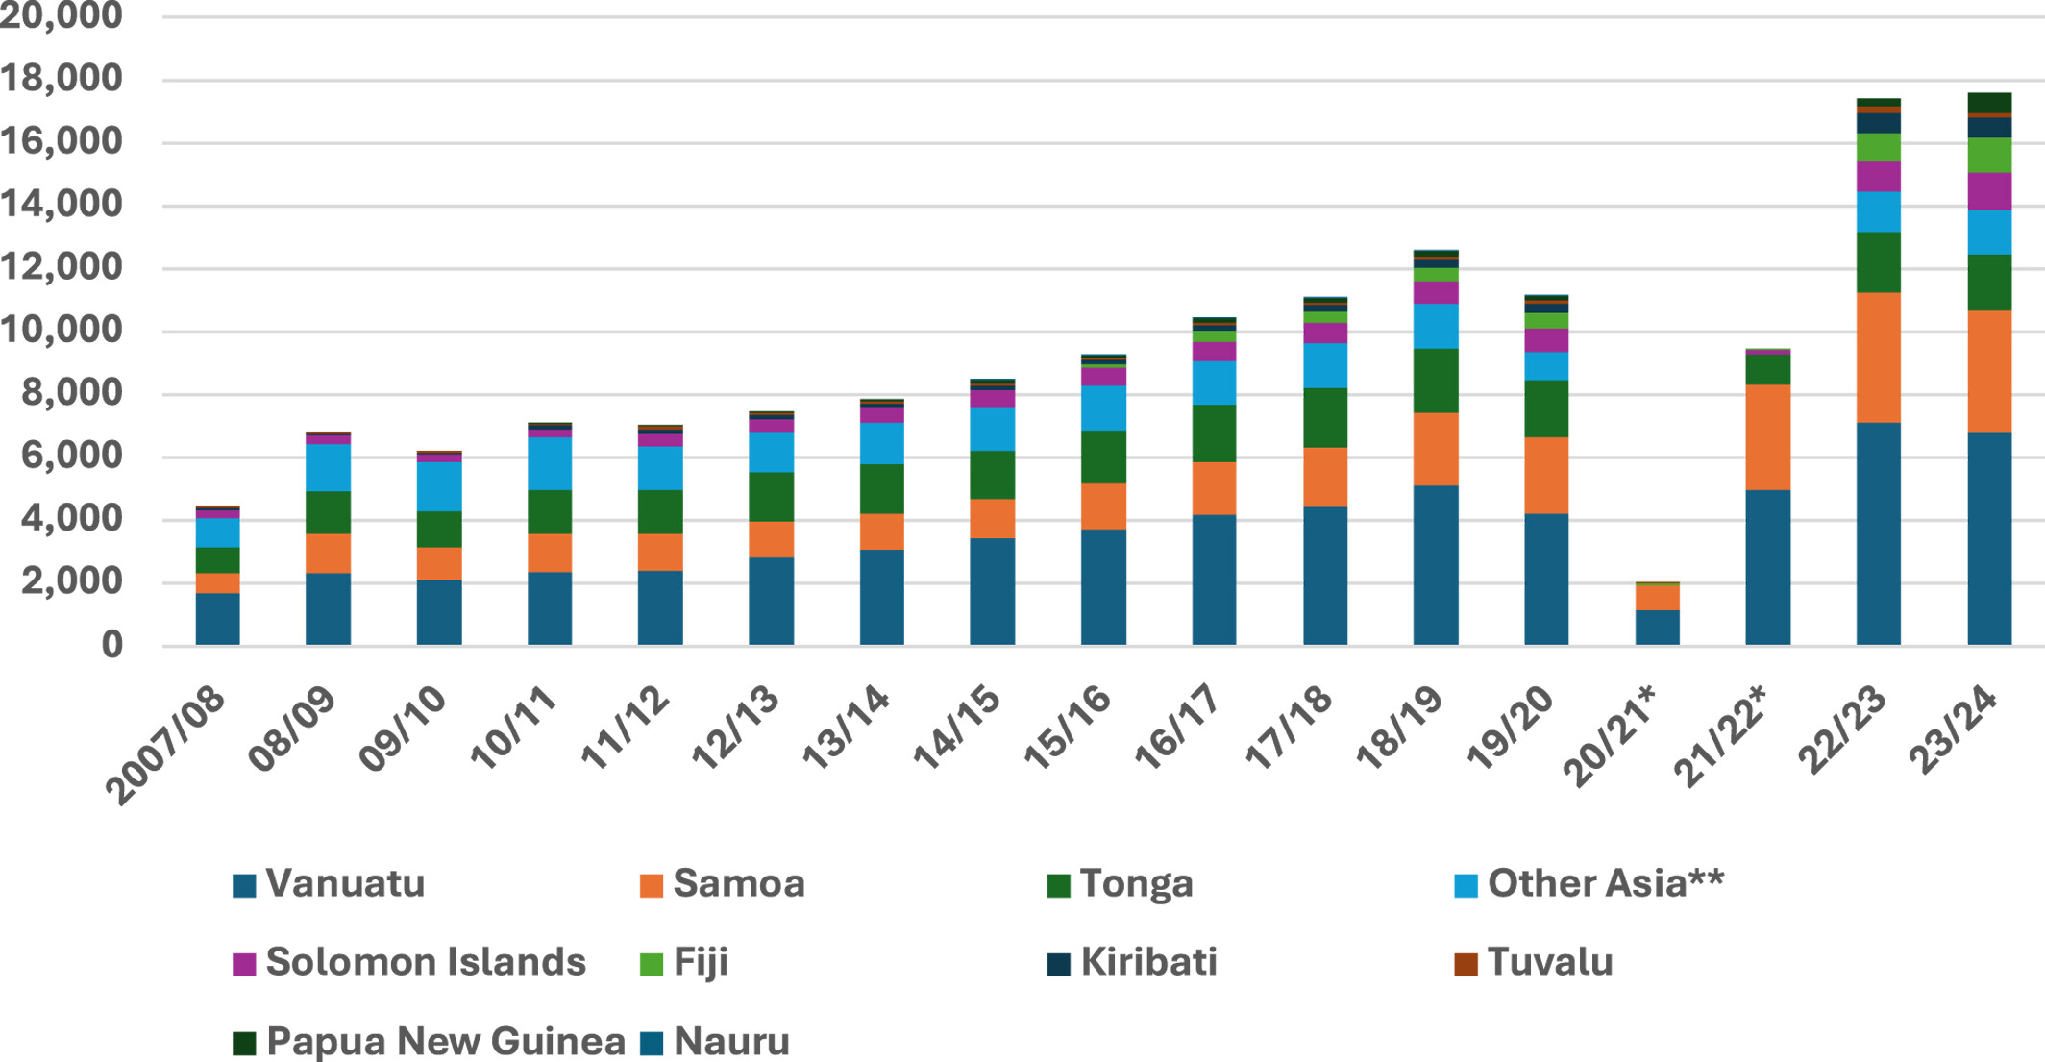 20,000
18,000
16,000
14,000
12,000
10,000
8,000
6,000
4,000
2,000
0
2007/08 08/09 09/10 10/11 11/12 12/13 13/14 14/15 15/16 16/17 17/18 18/19 19/20 20/21* 21/22* 22/23 23/24
Vanuatu Samoa Tonga Other Asia**
Solomon Islands Fiji Kiribati Tuvalu
Papua New Guinea Nauru